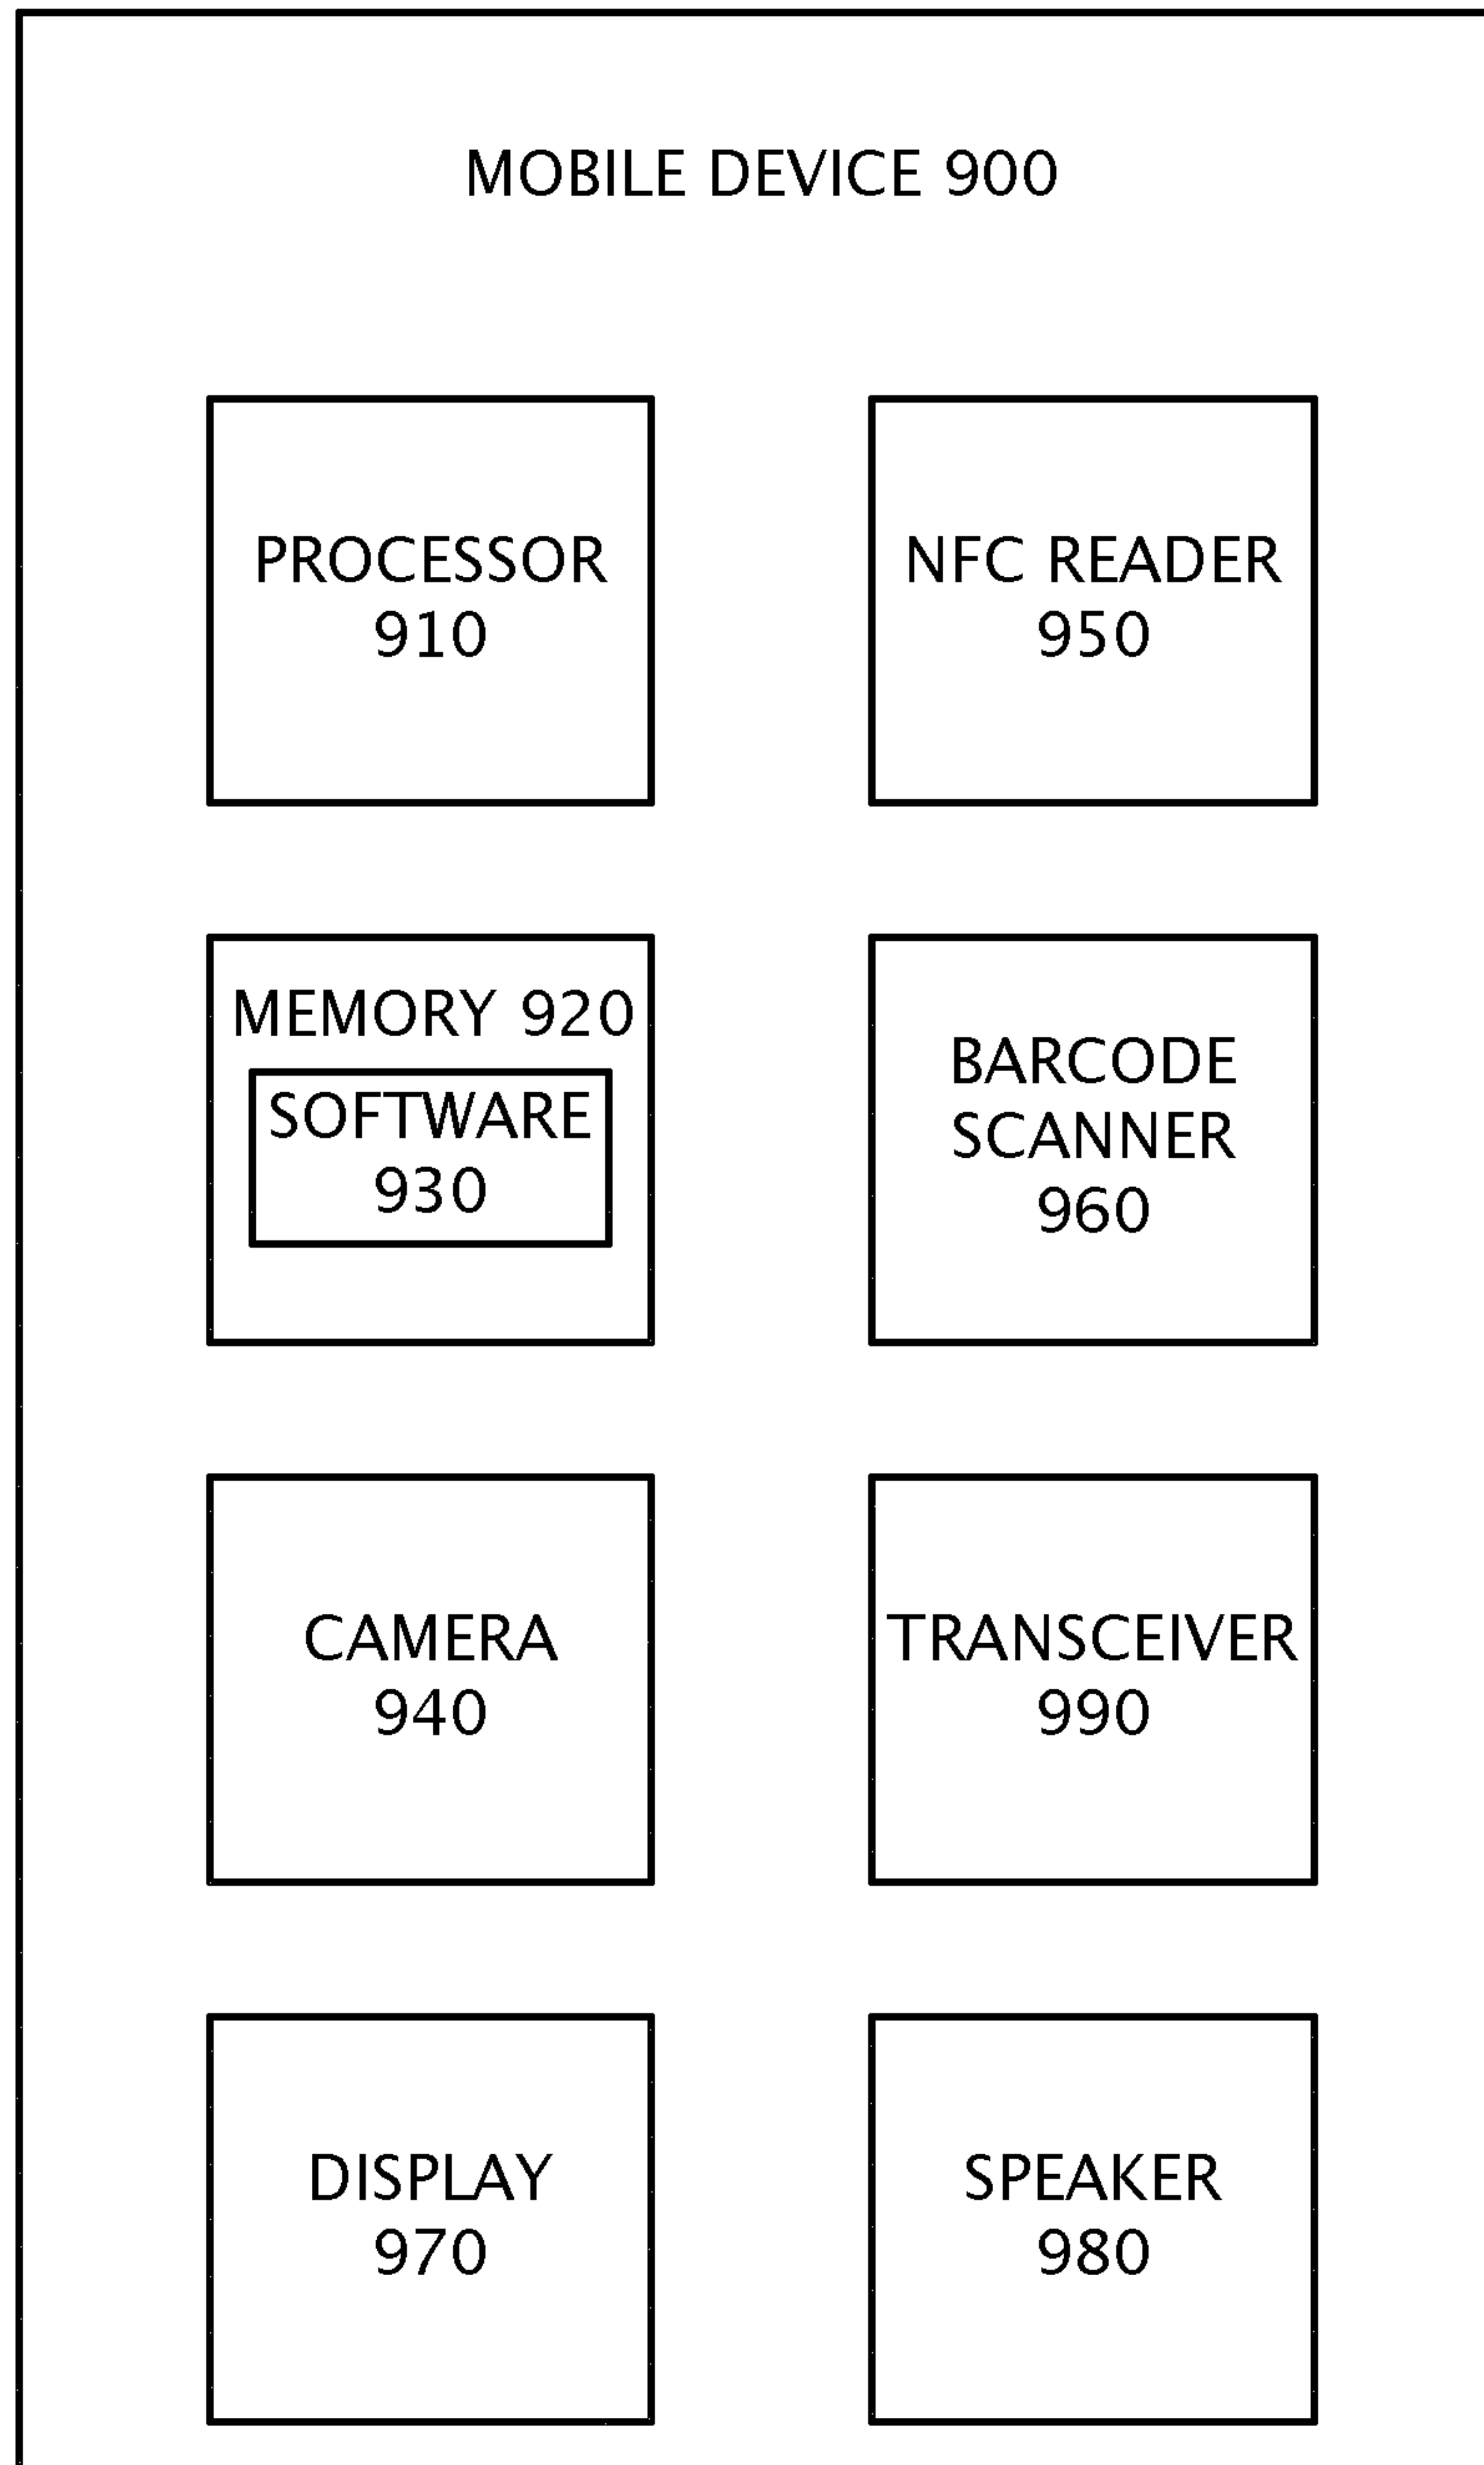 MOBILE DEVICE 900
PROCESSOR
910
NFC READER
950
MEMORY 920
SOFTWARE
930
BARCODE
SCANNER
960
CAMERA
940
TRANSCEIVER
990
DISPLAY
970
SPEAKER
980